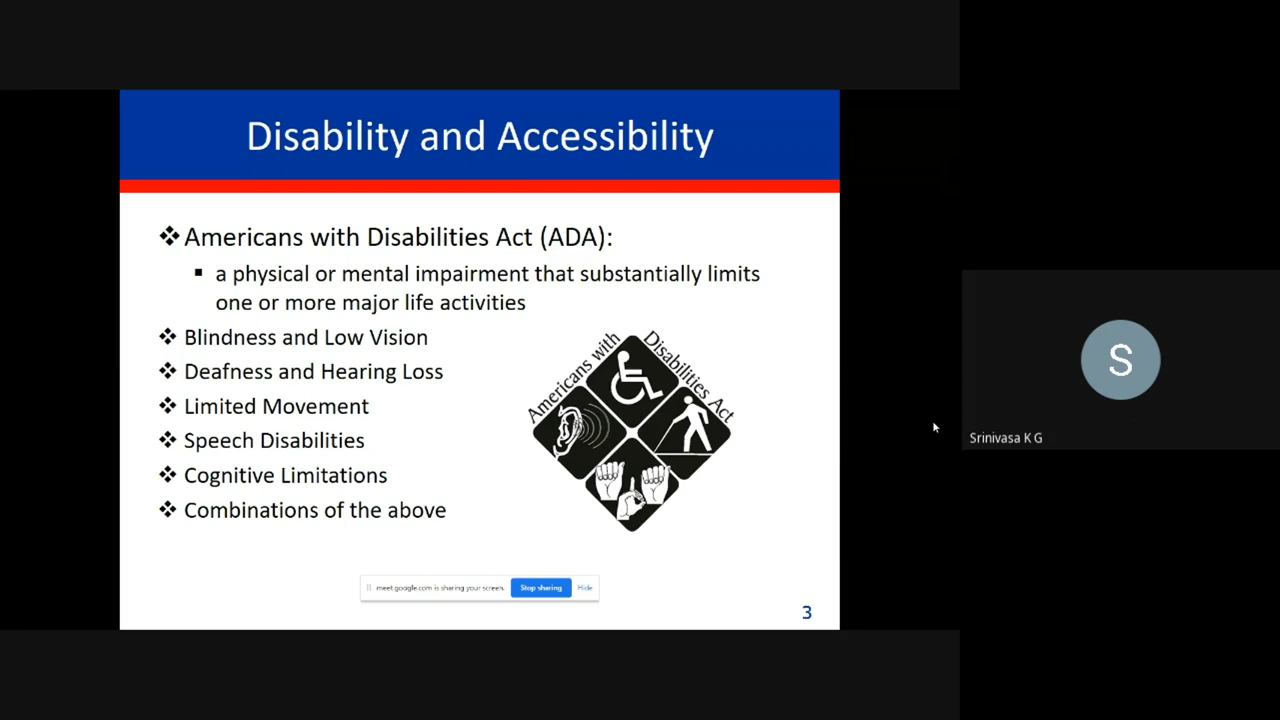 Disability and Accessibility
❖ Americans with Disabilities Act (ADA):
▪ a physical or mental impairment that substantially limits
one or more major life activities
❖ Blindness and Low Vision
❖ Deafness and Hearing Loss
❖ Limited Movement
❖ Speech Disabilities
❖ Cognitive Limitations
❖ Combinations of the above
Americans with Disabilities Act
meet.google.com is sharing your screen. Stop sharing Hide
3
S
Srinivasa K G